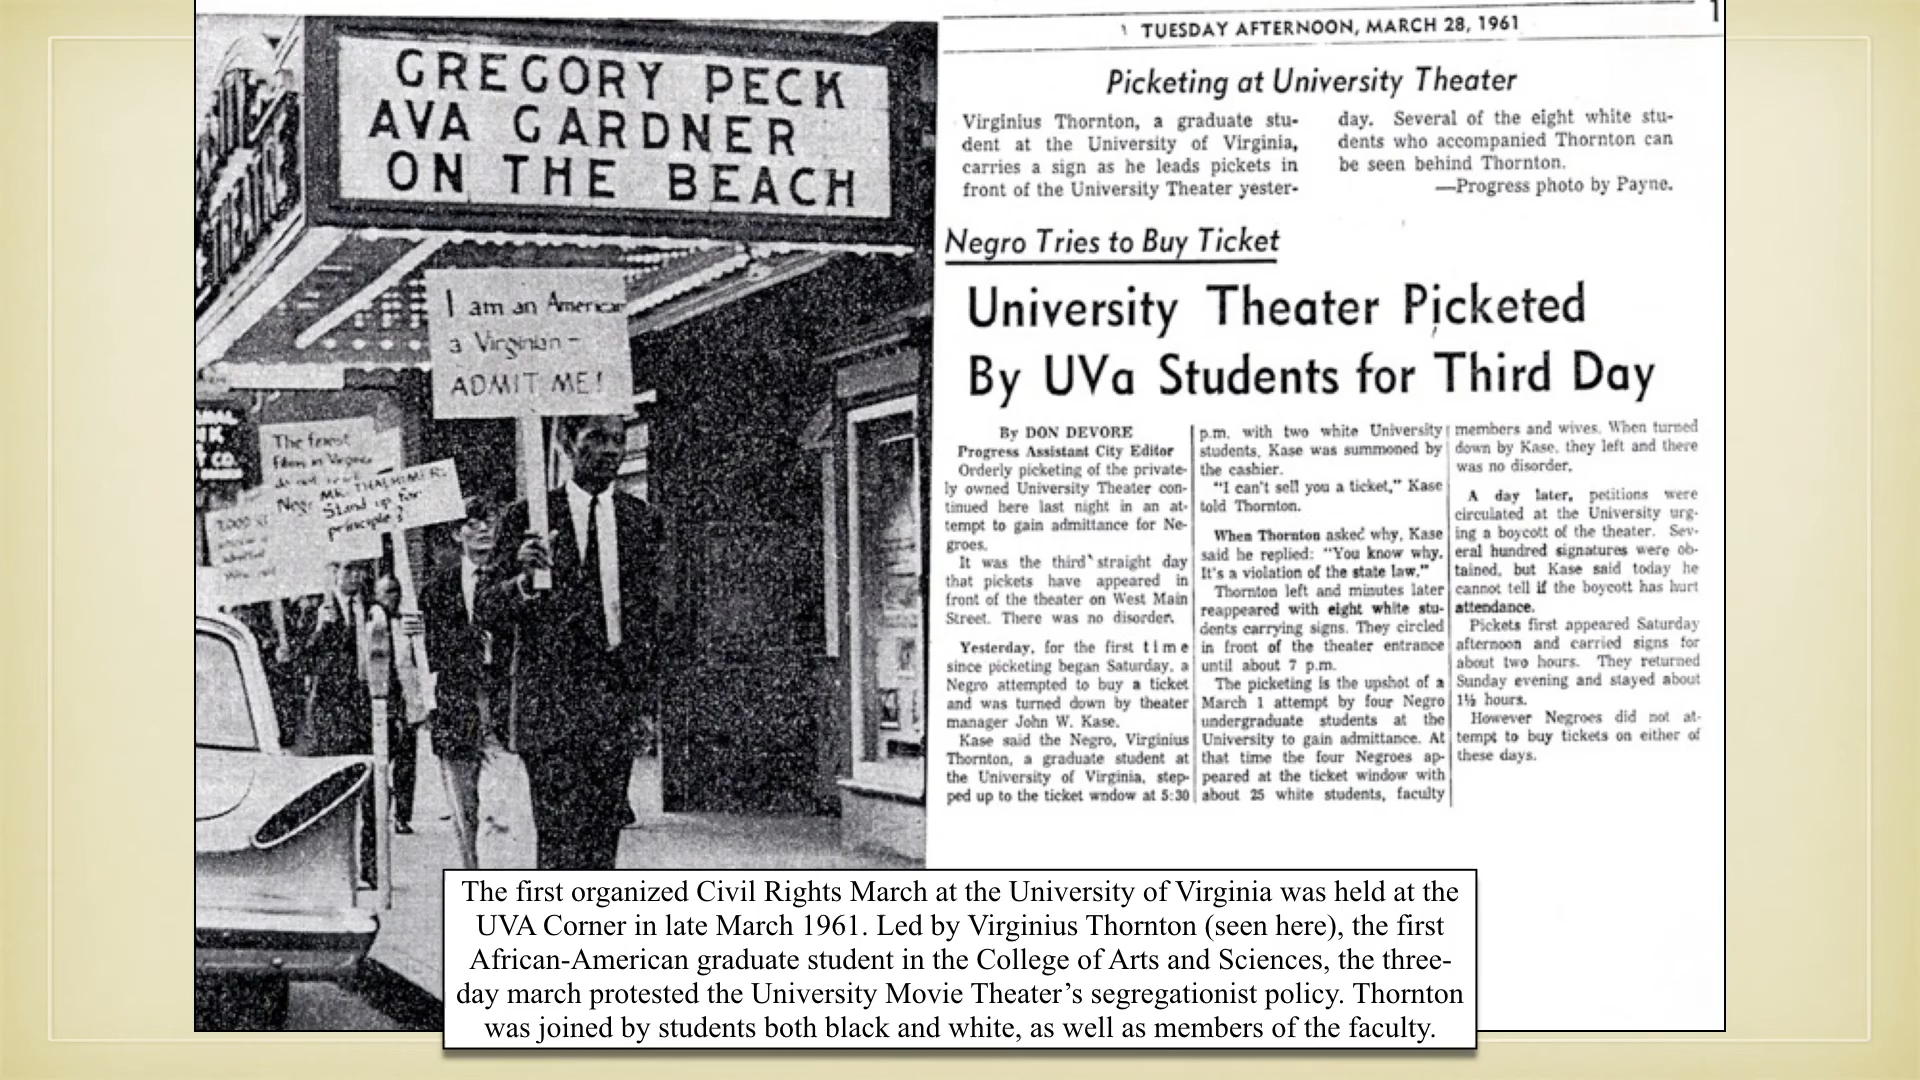 GREGORY PECK
AVA GARDNER
ON THE BEACH
I am an American
a Virginian -
ADMIT ME!
The finest
films in Virginia
MR. THALHIMER:
Stand up for
principle?
CO.
TUESDAY AFTERNOON, MARCH 28, 1961
1
Picketing at University Theater
Virginius Thornton, a graduate stu-
dent at the University of Virginia,
carries a sign as he leads pickets in
front of the University Theater yester-
day. Several of the eight white stu-
dents who accompanied Thornton can
be seen behind Thornton.
—Progress photo by Payne.
Negro Tries to Buy Ticket
University Theater Picketed
By UVa Students for Third Day
By DON DEVORE
Progress Assistant City Editor
Orderly picketing of the private-
ly owned University Theater con-
tinued here last night in an at-
tempt to gain admittance for Ne-
groes.
It was the third straight day
that pickets have appeared in
front of the theater on West Main
Street. There was no disorder.
Yesterday, for the first time
since picketing began Saturday, a
Negro attempted to buy a ticket
and was turned down by theater
manager John W. Kase.
Kase said the Negro, Virginius
Thornton, a graduate student at
the University of Virginia, step-
ped up to the ticket wndow at 5:30
p.m. with two white University
students. Kase was summoned by
the cashier.
"I can't sell you a ticket," Kase
told Thornton.
When Thornton asked why, Kase
said he replied: "You know why.
It's a violation of the state law."
Thornton left and minutes later
reappeared with eight white stu-
dents carrying signs. They circled
in front of the theater entrance
until about 7 p.m.
The picketing is the upshot of a
March 1 attempt by four Negro
undergraduate students at the
University to gain admittance. At
that time the four Negroes ap-
peared at the ticket window with
about 25 white students, faculty
members and wives. When turned
down by Kase, they left and there
was no disorder.
A day later, petitions were
circulated at the University urg-
ing a boycott of the theater. Sev-
eral hundred signatures were ob-
tained, but Kase said today he
cannot tell if the boycott has hurt
attendance.
Pickets first appeared Saturday
afternoon and carried signs for
about two hours. They returned
Sunday evening and stayed about
1½ hours.
However Negroes did not at-
tempt to buy tickets on either of
these days.
The first organized Civil Rights March at the University of Virginia was held at the
UVA Corner in late March 1961. Led by Virginius Thornton (seen here), the first
African-American graduate student in the College of Arts and Sciences, the three-
day march protested the University Movie Theater’s segregationist policy. Thornton
was joined by students both black and white, as well as members of the faculty.